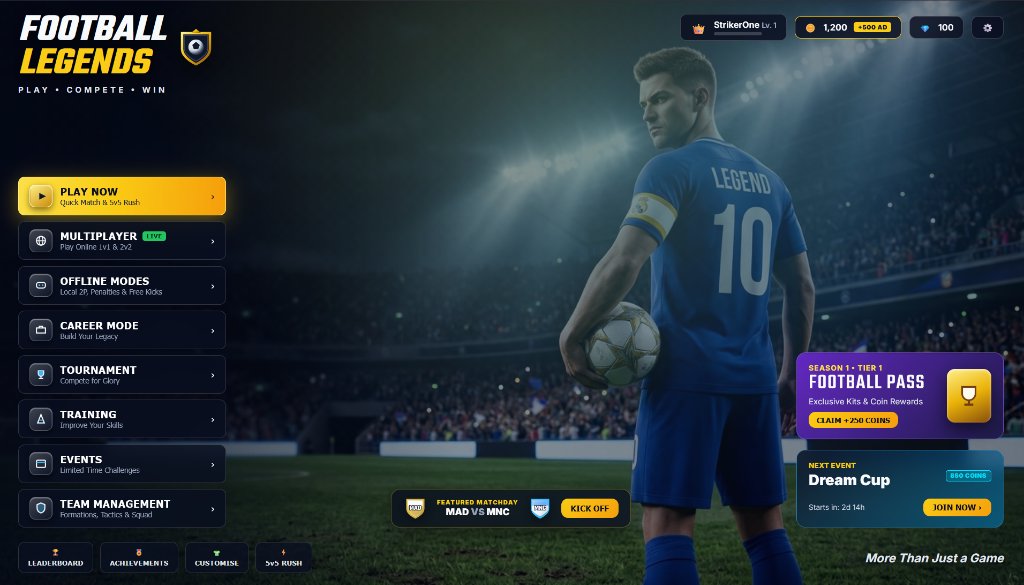 FOOTBALL
LEGENDS
PLAY • COMPETE • WIN
StrikerOne Lv. 1
1,200
+500 AD
100
LEGEND
10
PLAY NOW
Quick Match & 5v5 Rush
MULTIPLAYER LIVE
Play Online 1v1 & 2v2
OFFLINE MODES
Local 2P, Penalties & Free Kicks
CAREER MODE
Build Your Legacy
TOURNAMENT
Compete for Glory
TRAINING
Improve Your Skills
EVENTS
Limited Time Challenges
TEAM MANAGEMENT
Formations, Tactics & Squad
LEADERBOARD
ACHIEVEMENTS
CUSTOMISE
5v5 RUSH
MAD
FEATURED MATCHDAY
MAD VS MNC
MNC
KICK OFF
SEASON 1 • TIER 1
FOOTBALL PASS
Exclusive Kits & Coin Rewards
CLAIM +250 COINS
NEXT EVENT
Dream Cup
COINS
Starts in: 2d 14h
JOIN NOW ›
More Than Just a Game